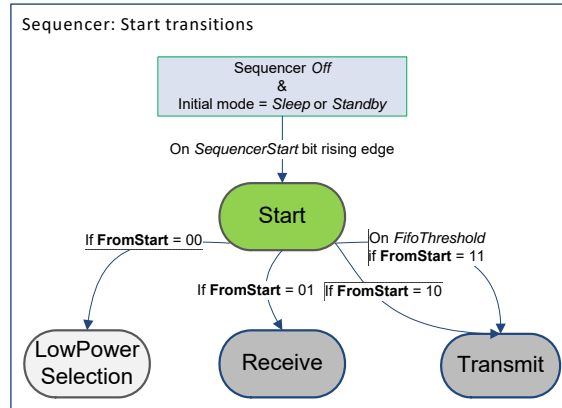 Sequencer: Start transitions
Sequencer Off
&
Initial mode = Sleep or Standby
On SequencerStart bit rising edge
Start
If FromStart = 00
On FifoThreshold
if FromStart = 11
If FromStart = 01
If FromStart = 10
LowPower
Selection
Receive
Transmit